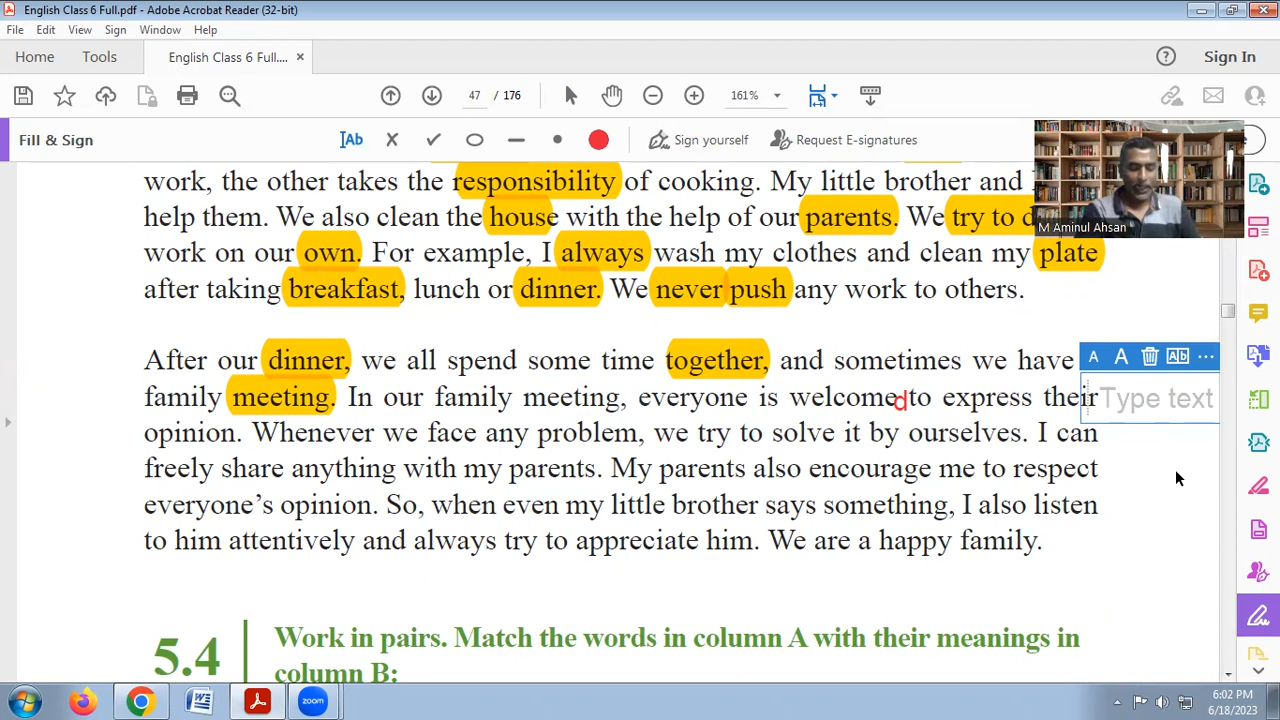 English Class 6 Full.pdf - Adobe Acrobat Reader (32-bit)
File Edit View Sign Window Help
Home Tools English Class 6 Full.... × Sign In
47 / 176 161%
Fill & Sign Ab Sign yourself Request E-signatures
work, the other takes the responsibility of cooking. My little brother and I
help them. We also clean the house with the help of our parents. We try to d
M Aminul Ahsan
work on our own. For example, I always wash my clothes and clean my plate
after taking breakfast, lunch or dinner. We never push any work to others.
After our dinner, we all spend some time together, and sometimes we have
A A Ab ...
family meeting. In our family meeting, everyone is welcome d to express their
Type text
opinion. Whenever we face any problem, we try to solve it by ourselves. I can
freely share anything with my parents. My parents also encourage me to respect
everyone's opinion. So, when even my little brother says something, I also listen
to him attentively and always try to appreciate him. We are a happy family.
5.4 Work in pairs. Match the words in column A with their meanings in
column B:
zoom
6:02 PM
6/18/2023